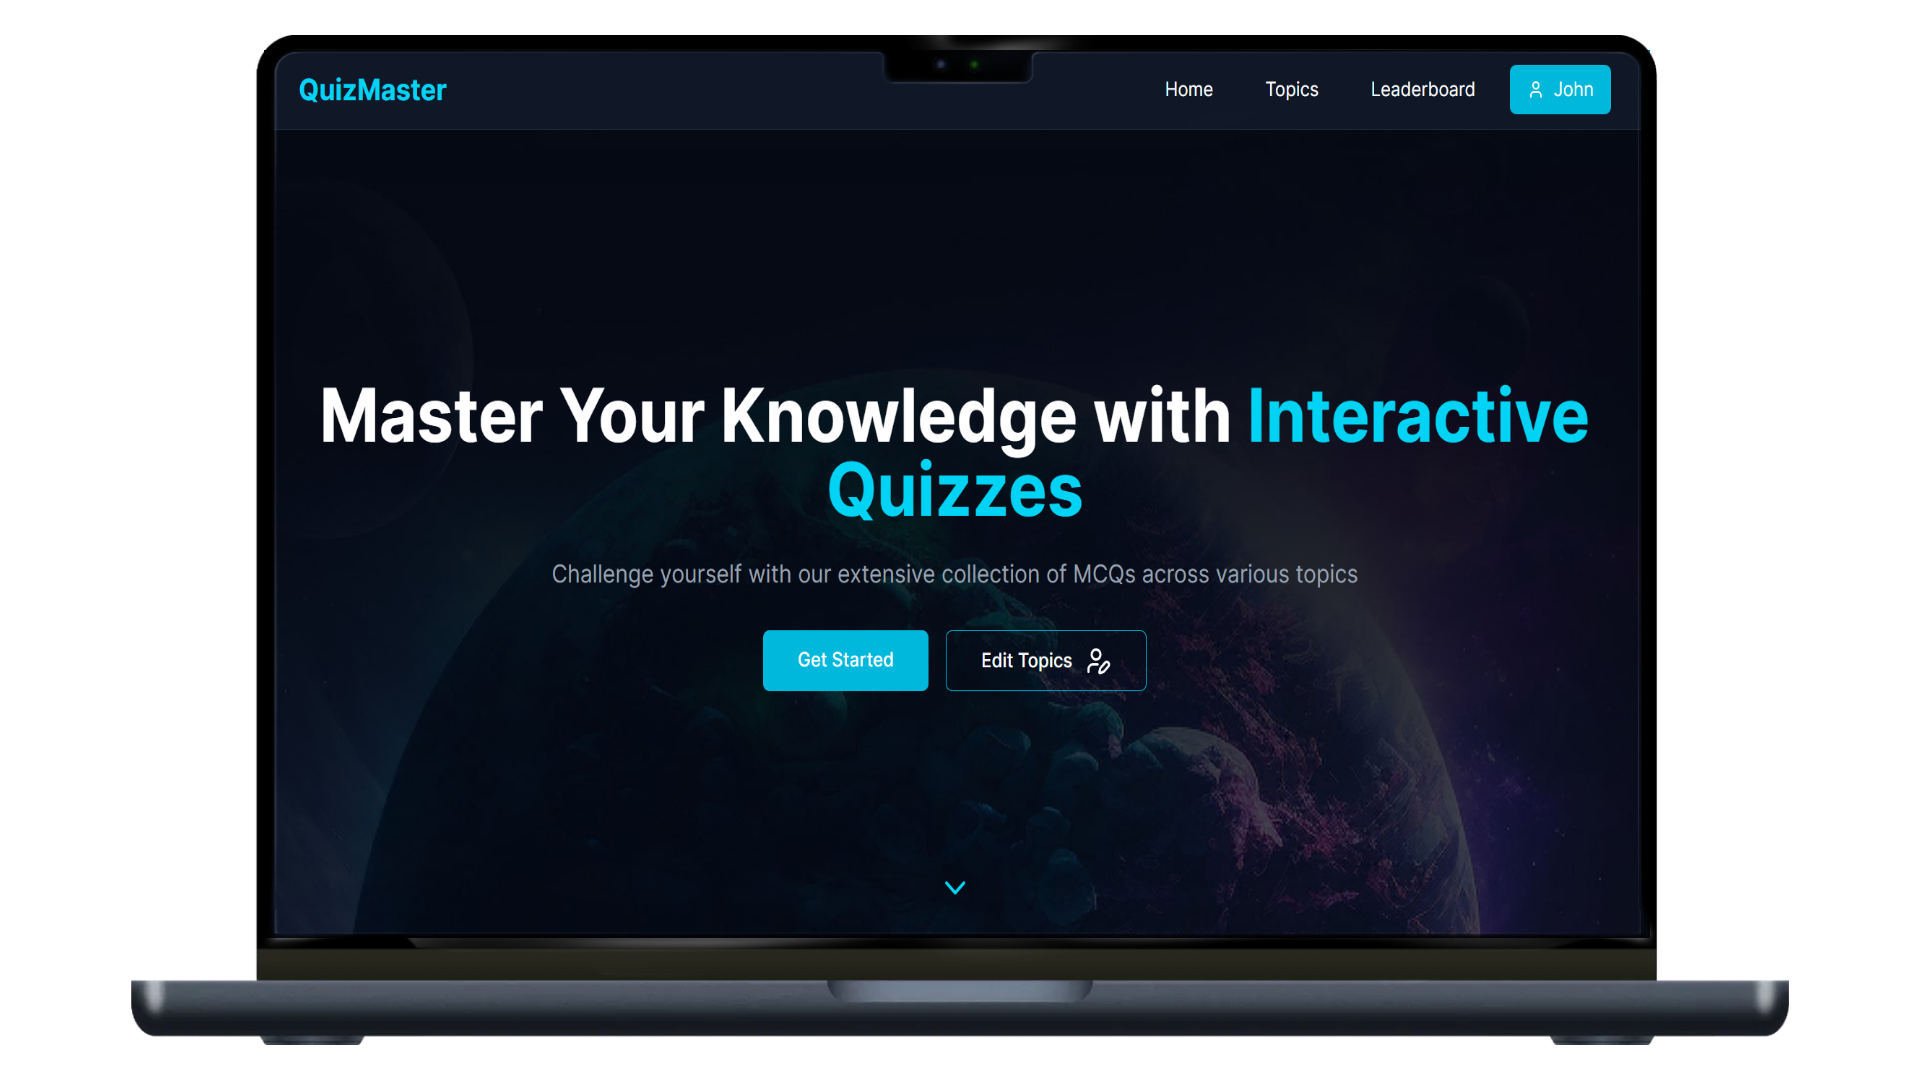 QuizMaster
Home Topics Leaderboard John
Master Your Knowledge with Interactive
Quizzes
Challenge yourself with our extensive collection of MCQs across various topics
Get Started Edit Topics